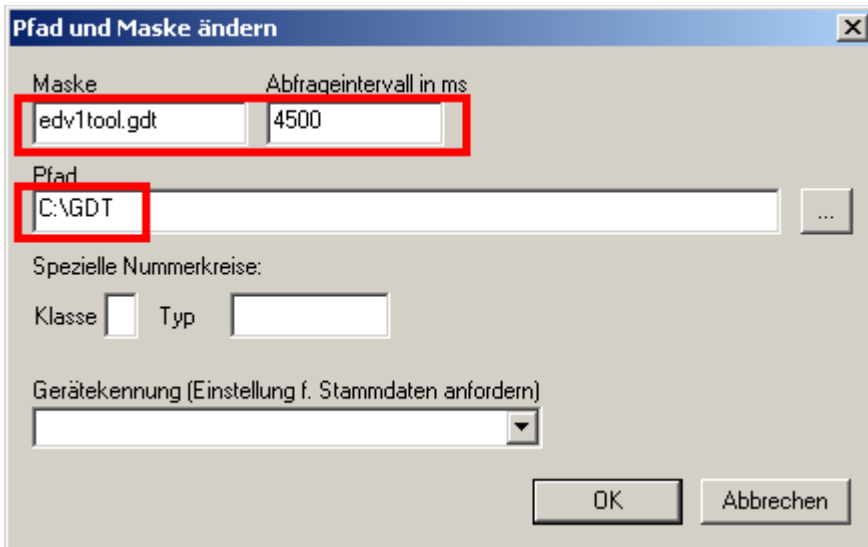 Pfad und Maske ändern
Maske Abfrageintervall in ms
edv1tool.gdt 4500
Pfad
C:\GDT ...
Spezielle Nummerkreise:
Klasse Typ
Gerätekennung (Einstellung f. Stammdaten anfordern)
OK Abbrechen